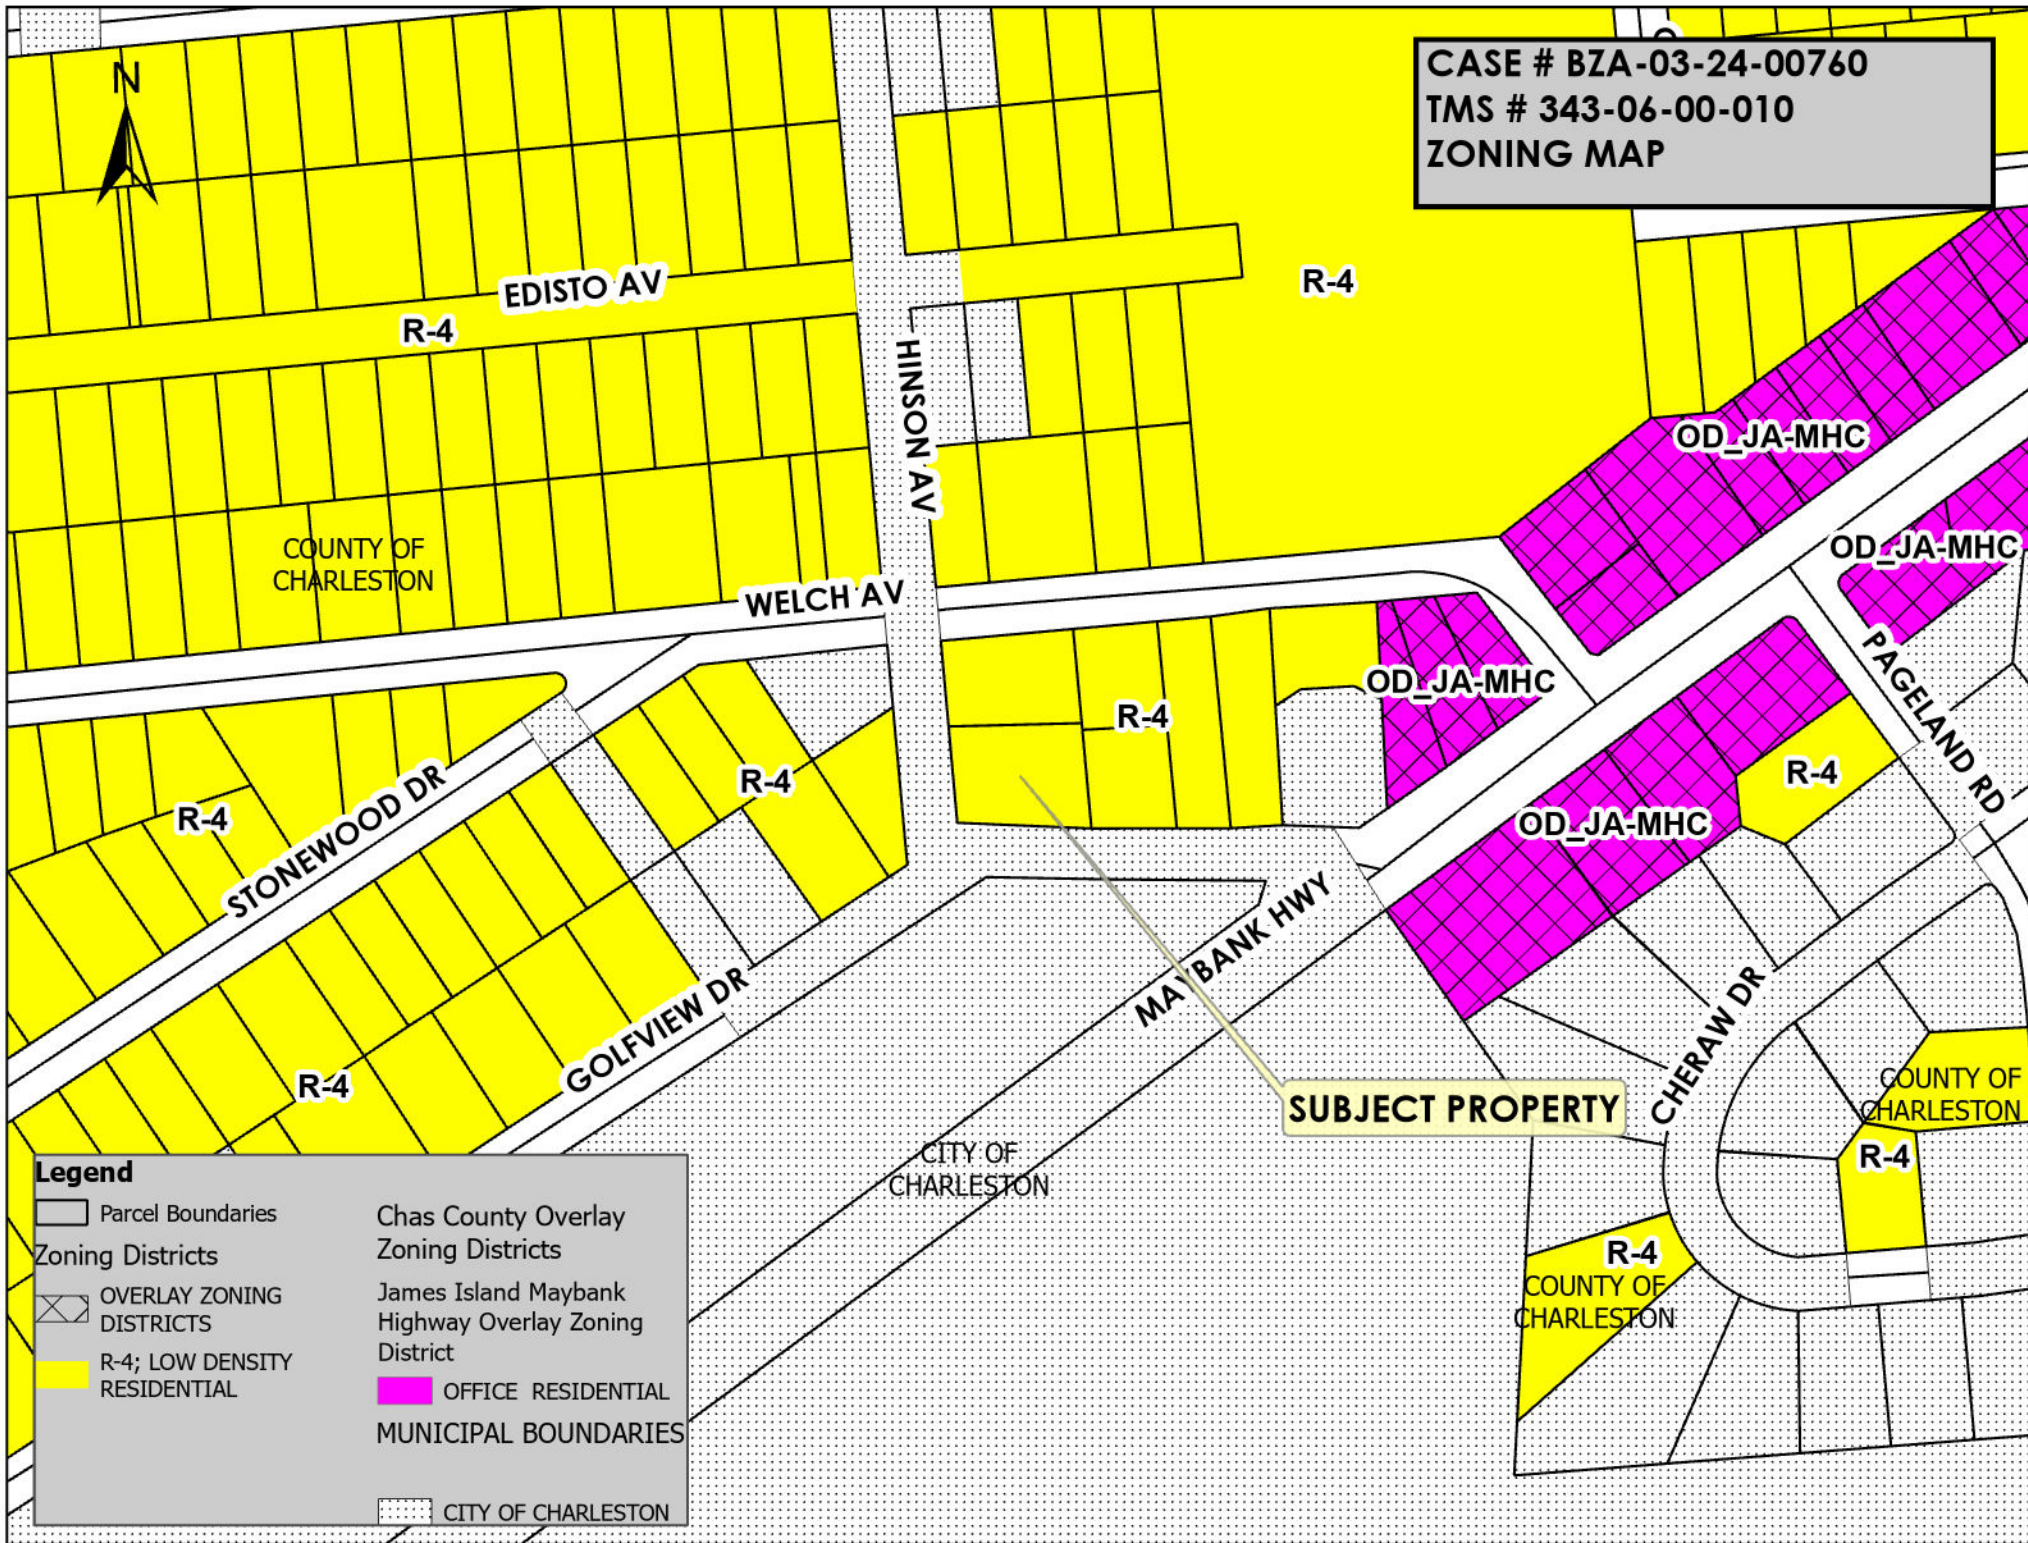 N
CASE # BZA-03-24-00760
TMS # 343-06-00-010
ZONING MAP
EDISTO AV
R-4
R-4
HINSON AV
OD_JA-MHC
COUNTY OF
CHARLESTON
OD_JA-MHC
WELCH AV
OD_JA-MHC
PAGELAND RD
R-4
R-4
R-4
R-4
STONEWOOD DR
OD_JA-MHC
MAYBANK HWY
GOLFVIEW DR
CHERAW DR
R-4
SUBJECT PROPERTY
COUNTY OF
CHARLESTON
CITY OF
CHARLESTON
R-4
R-4
COUNTY OF
CHARLESTON
Legend
Parcel Boundaries
Zoning Districts
OVERLAY ZONING
DISTRICTS
R-4; LOW DENSITY
RESIDENTIAL
Chas County Overlay
Zoning Districts
James Island Maybank
Highway Overlay Zoning
District
OFFICE RESIDENTIAL
MUNICIPAL BOUNDARIES
CITY OF CHARLESTON